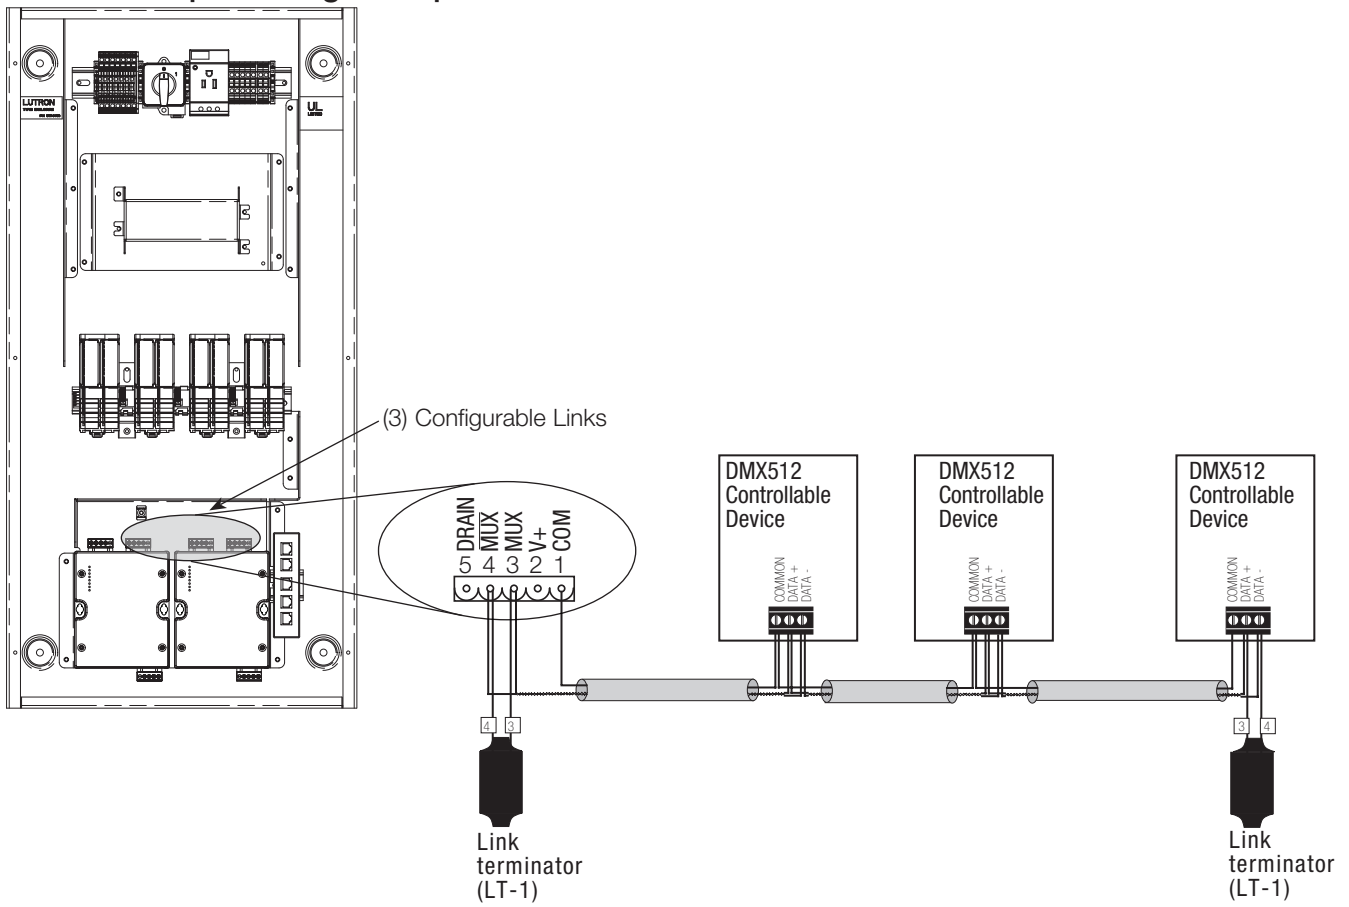 LUTRON
UL
LISTED
(3) Configurable Links
5 DRAIN
4 M̅U̅X̅
3 MUX
2 V+
1 COM
DMX512
Controllable
Device
COMMON
DATA +
DATA -
DMX512
Controllable
Device
COMMON
DATA +
DATA -
DMX512
Controllable
Device
COMMON
DATA +
DATA -
4
3
Link
terminator
(LT-1)
3
4
Link
terminator
(LT-1)